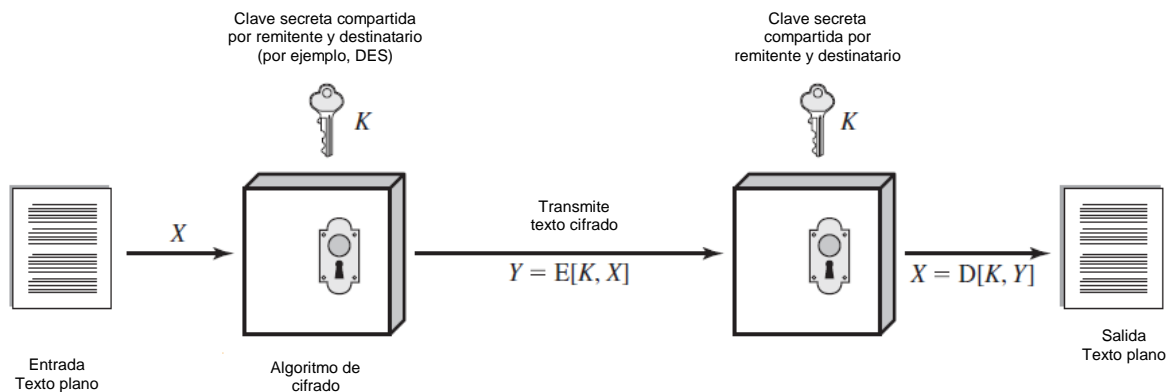 Clave secreta compartida
por remitente y destinatario
(por ejemplo, DES)
Clave secreta
compartida por
remitente y destinatario
K
K
X
Transmite
texto cifrado
Y = E[K, X]
X = D[K, Y]
Entrada
Texto plano
Algoritmo de
cifrado
Salida
Texto plano